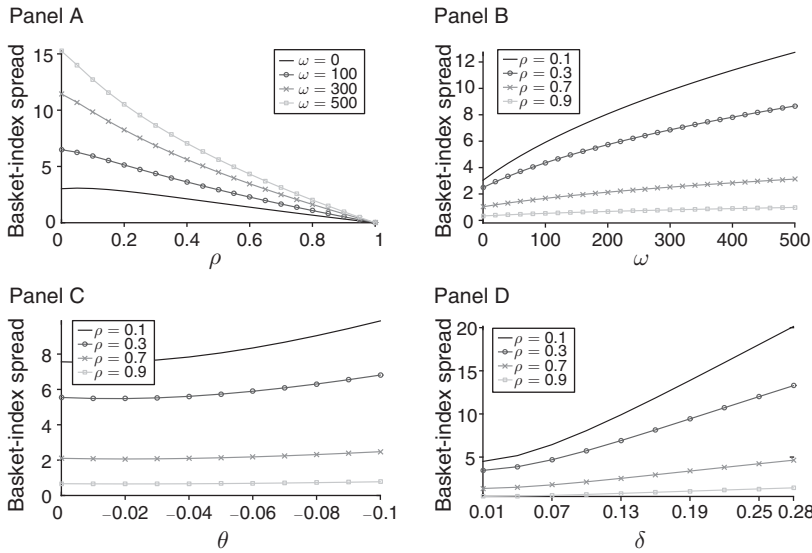 Panel A
Basket-index spread
15
10
5
0
0 0.2 0.4 0.6 0.8 1
ρ
ω = 0
ω = 100
ω = 300
ω = 500
Panel B
Basket-index spread
12
10
8
6
4
2
0
0 100 200 300 400 500
ω
ρ = 0.1
ρ = 0.3
ρ = 0.7
ρ = 0.9
Panel C
Basket-index spread
8
6
4
2
0
0 −0.02 −0.04 −0.06 −0.08 −0.1
θ
ρ = 0.1
ρ = 0.3
ρ = 0.7
ρ = 0.9
Panel D
Basket-index spread
20
15
10
5
0.01 0.07 0.13 0.19 0.25 0.28
δ
ρ = 0.1
ρ = 0.3
ρ = 0.7
ρ = 0.9